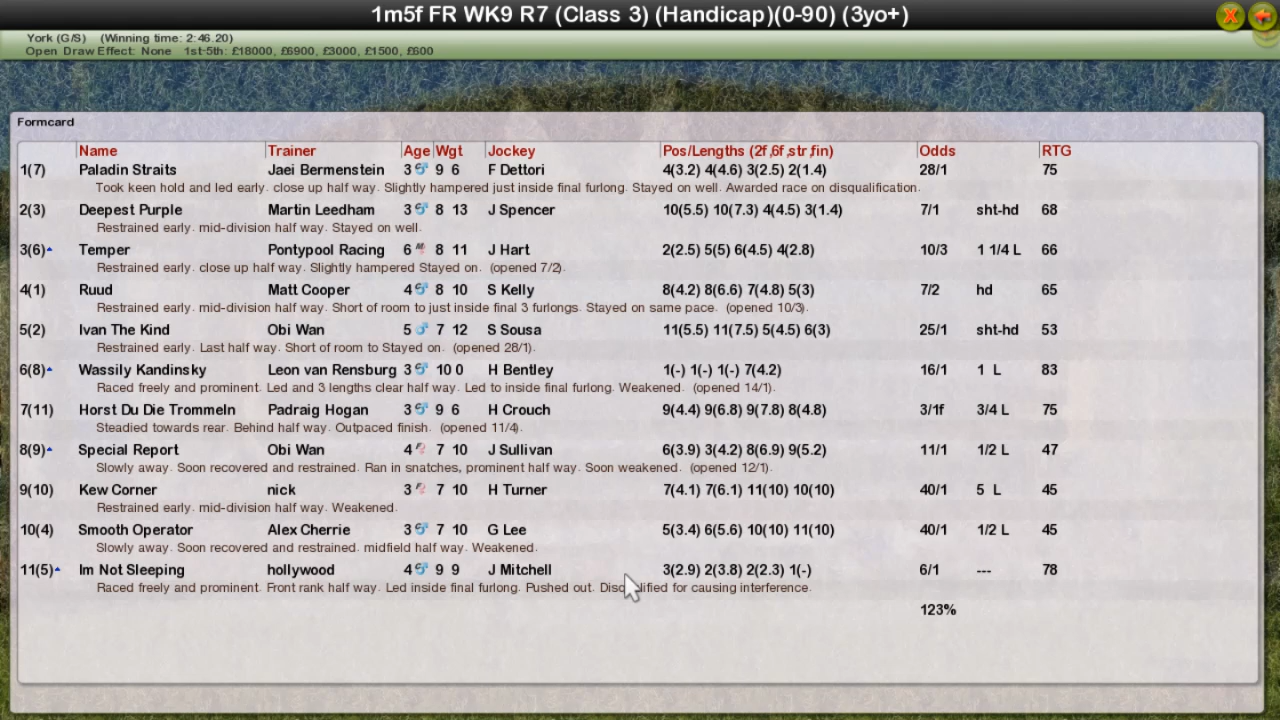 1m5f FR WK9 R7 (Class 3) (Handicap)(0-90) (3yo+)
York (G/S) (Winning time: 2:46.20)
Open Draw Effect: None 1st-5th: £18000, £6900, £3000, £1500, £600
Formcard
Name Trainer Age Wgt Jockey Pos/Lengths (2f,6f,str,fin) Odds RTG
1(7) Paladin Straits Jaei Bermenstein 3 9 6 F Dettori 4(3.2) 4(4.6) 3(2.5) 2(1.4) 28/1 75
Took keen hold and led early. close up half way. Slightly hampered just inside final furlong. Stayed on well. Awarded race on disqualification.
2(3) Deepest Purple Martin Leedham 3 8 13 J Spencer 10(5.5) 10(7.3) 4(4.5) 3(1.4) 7/1 sht-hd 68
Restrained early. mid-division half way. Stayed on well.
3(6) Temper Pontypool Racing 6 8 11 J Hart 2(2.5) 5(5) 6(4.5) 4(2.8) 10/3 1 1/4 L 66
Restrained early. close up half way. Slightly hampered Stayed on. (opened 7/2).
4(1) Ruud Matt Cooper 4 8 10 S Kelly 8(4.2) 8(6.6) 7(4.8) 5(3) 7/2 hd 65
Restrained early. mid-division half way. Short of room to just inside final 3 furlongs. Stayed on same pace. (opened 10/3).
5(2) Ivan The Kind Obi Wan 5 7 12 S Sousa 11(5.5) 11(7.5) 5(4.5) 6(3) 25/1 sht-hd 53
Restrained early. Last half way. Short of room to Stayed on. (opened 28/1).
6(8) Wassily Kandinsky Leon van Rensburg 3 10 0 H Bentley 1(-) 1(-) 1(-) 7(4.2) 16/1 1 L 83
Raced freely and prominent. Led and 3 lengths clear half way. Led to inside final furlong. Weakened. (opened 14/1).
7(11) Horst Du Die Trommeln Padraig Hogan 3 9 6 H Crouch 9(4.4) 9(6.8) 9(7.8) 8(4.8) 3/1f 3/4 L 75
Steadied towards rear. Behind half way. Outpaced finish. (opened 11/4).
8(9) Special Report Obi Wan 4 7 10 J Sullivan 6(3.9) 3(4.2) 8(6.9) 9(5.2) 11/1 1/2 L 47
Slowly away. Soon recovered and restrained. Ran in snatches, prominent half way. Soon weakened. (opened 12/1).
9(10) Kew Corner nick 3 7 10 H Turner 7(4.1) 7(6.1) 11(10) 10(10) 40/1 5 L 45
Restrained early. mid-division half way. Weakened.
10(4) Smooth Operator Alex Cherrie 3 7 10 G Lee 5(3.4) 6(5.6) 10(10) 11(10) 40/1 1/2 L 45
Slowly away. Soon recovered and restrained. midfield half way. Weakened.
11(5) Im Not Sleeping hollywood 4 9 9 J Mitchell 3(2.9) 2(3.8) 2(2.3) 1(-) 6/1 --- 78
Raced freely and prominent. Front rank half way. Led inside final furlong. Pushed out. Disqualified for causing interference.
123%